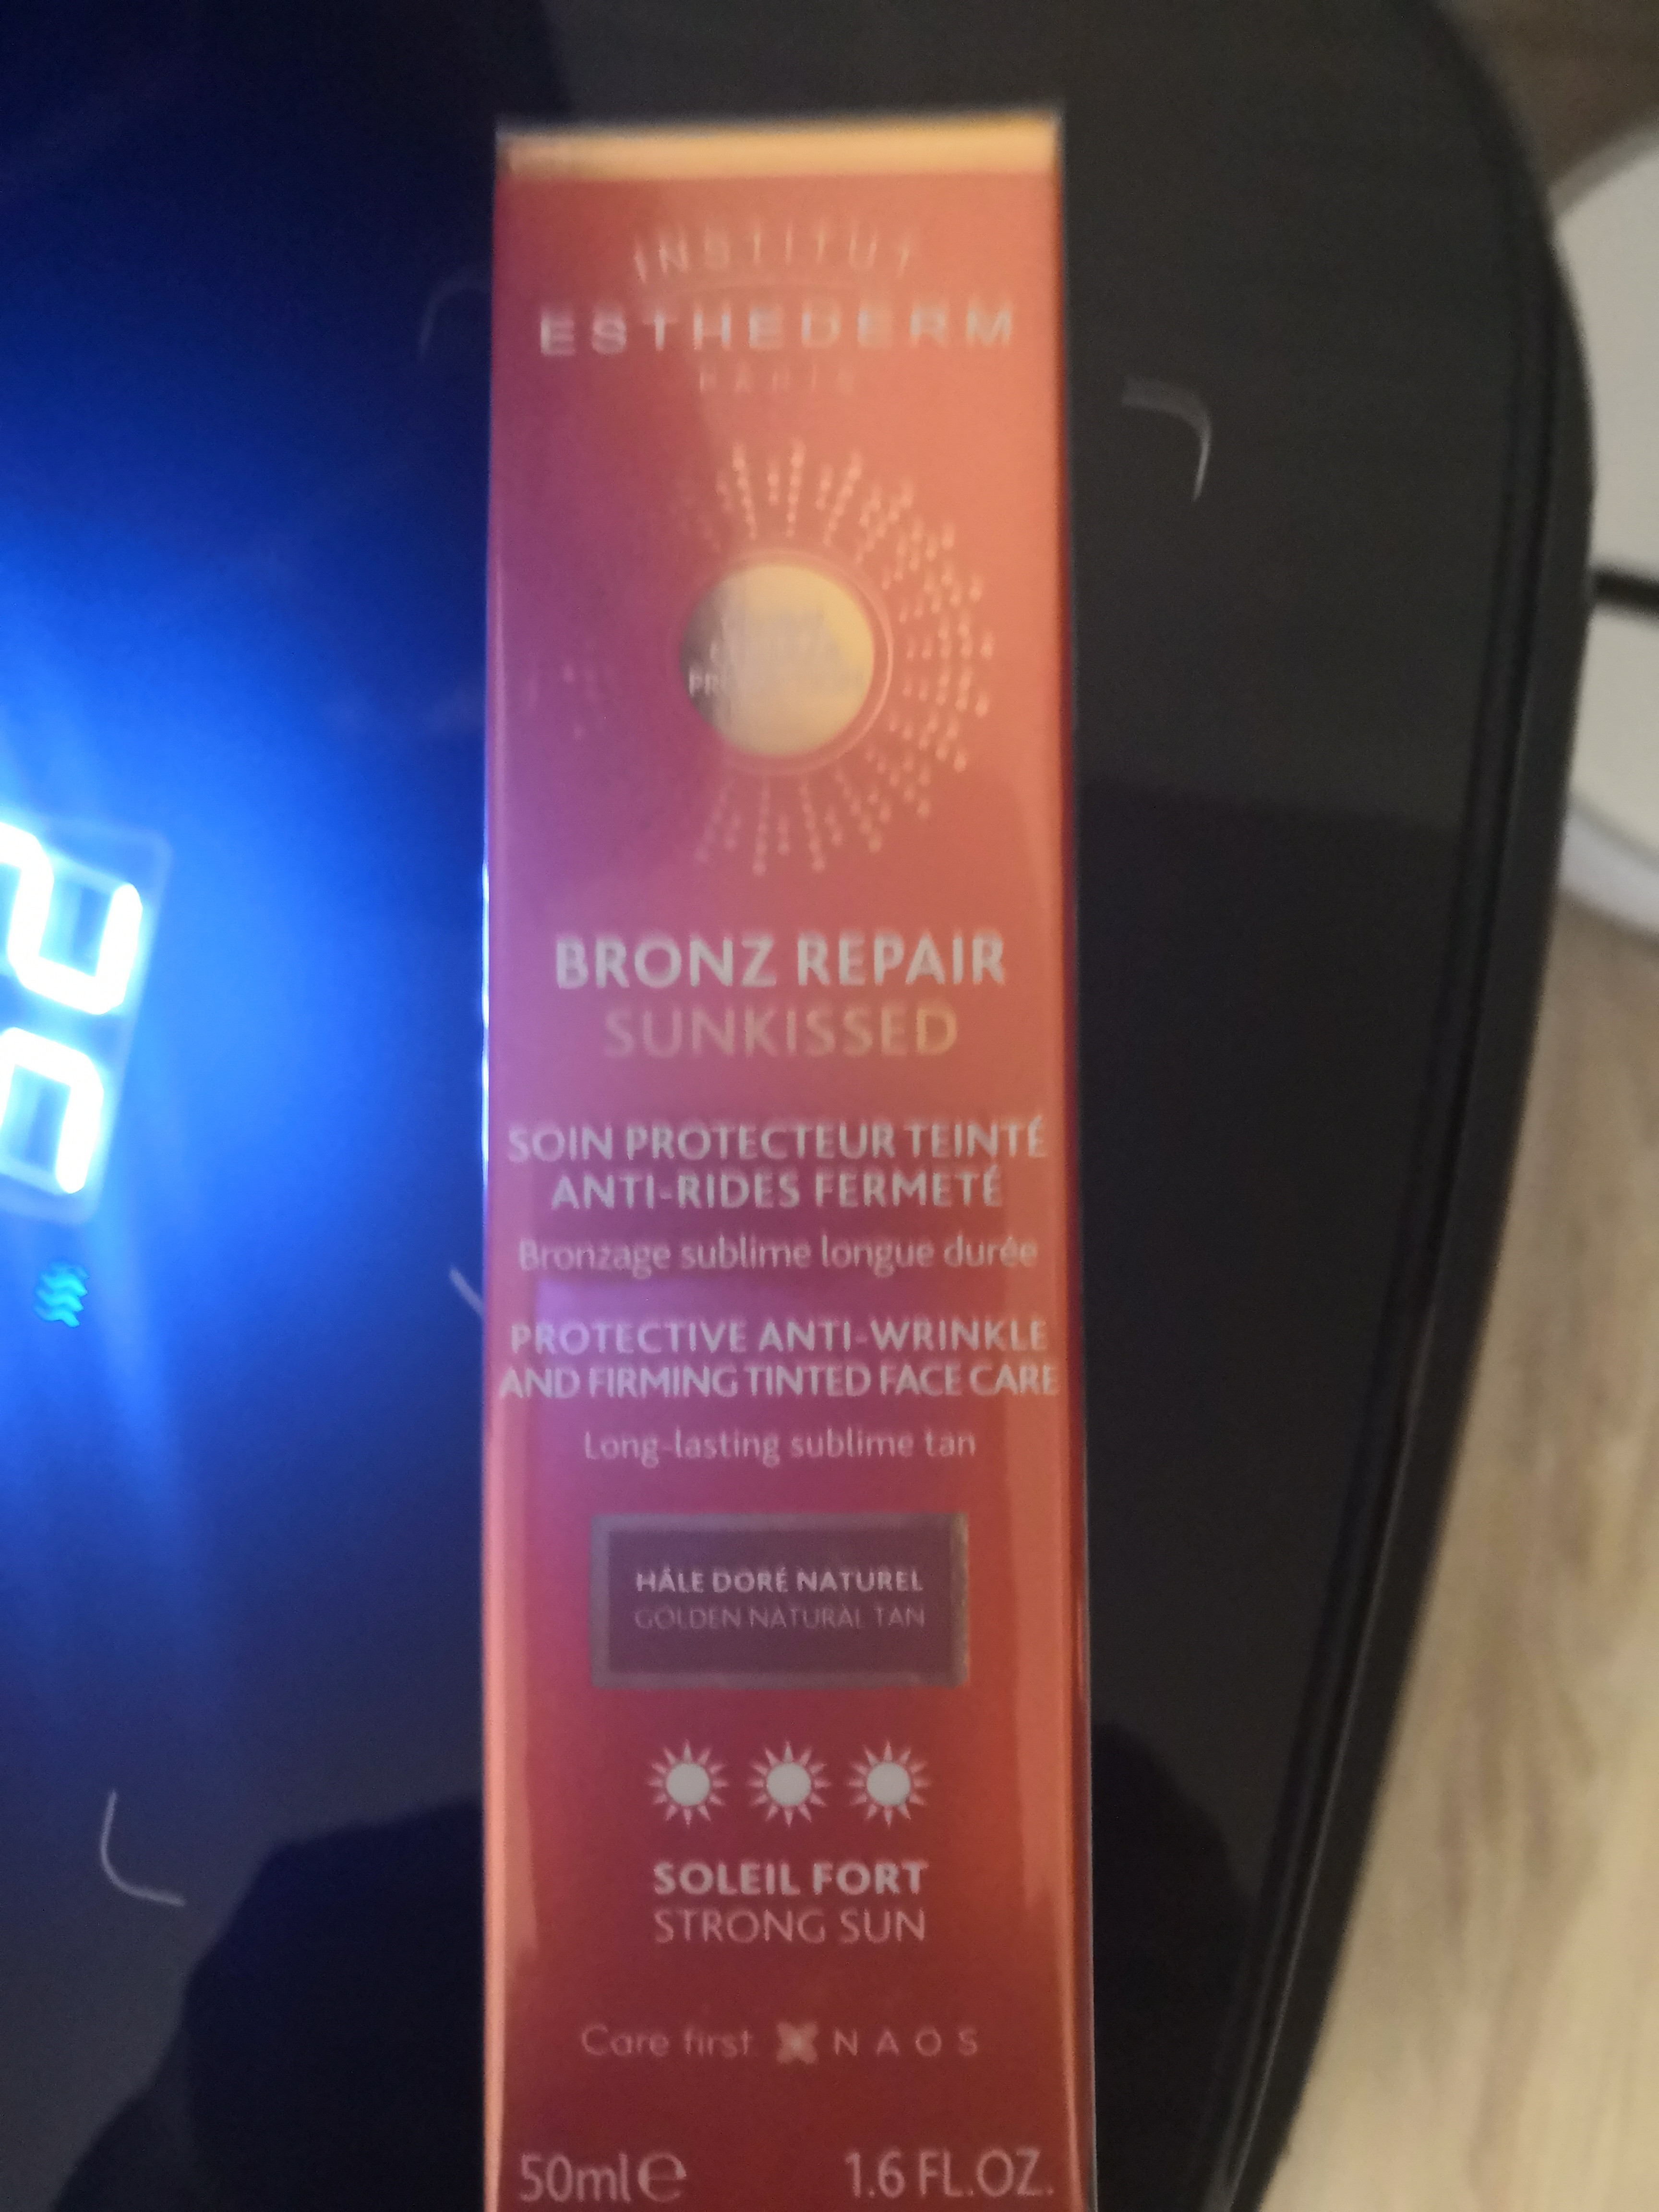 INSTITUT
ESTHEDERM
PARIS
BRONZ REPAIR
SUNKISSED
SOIN PROTECTEUR TEINTÉ
ANTI-RIDES FERMETÉ
Bronzage sublime longue durée
PROTECTIVE ANTI-WRINKLE
AND FIRMING TINTED FACE CARE
Long-lasting sublime tan
HÂLE DORÉ NATUREL
GOLDEN NATURAL TAN
SOLEIL FORT
STRONG SUN
Care first NAOS
50ml e 1.6 FL.OZ.